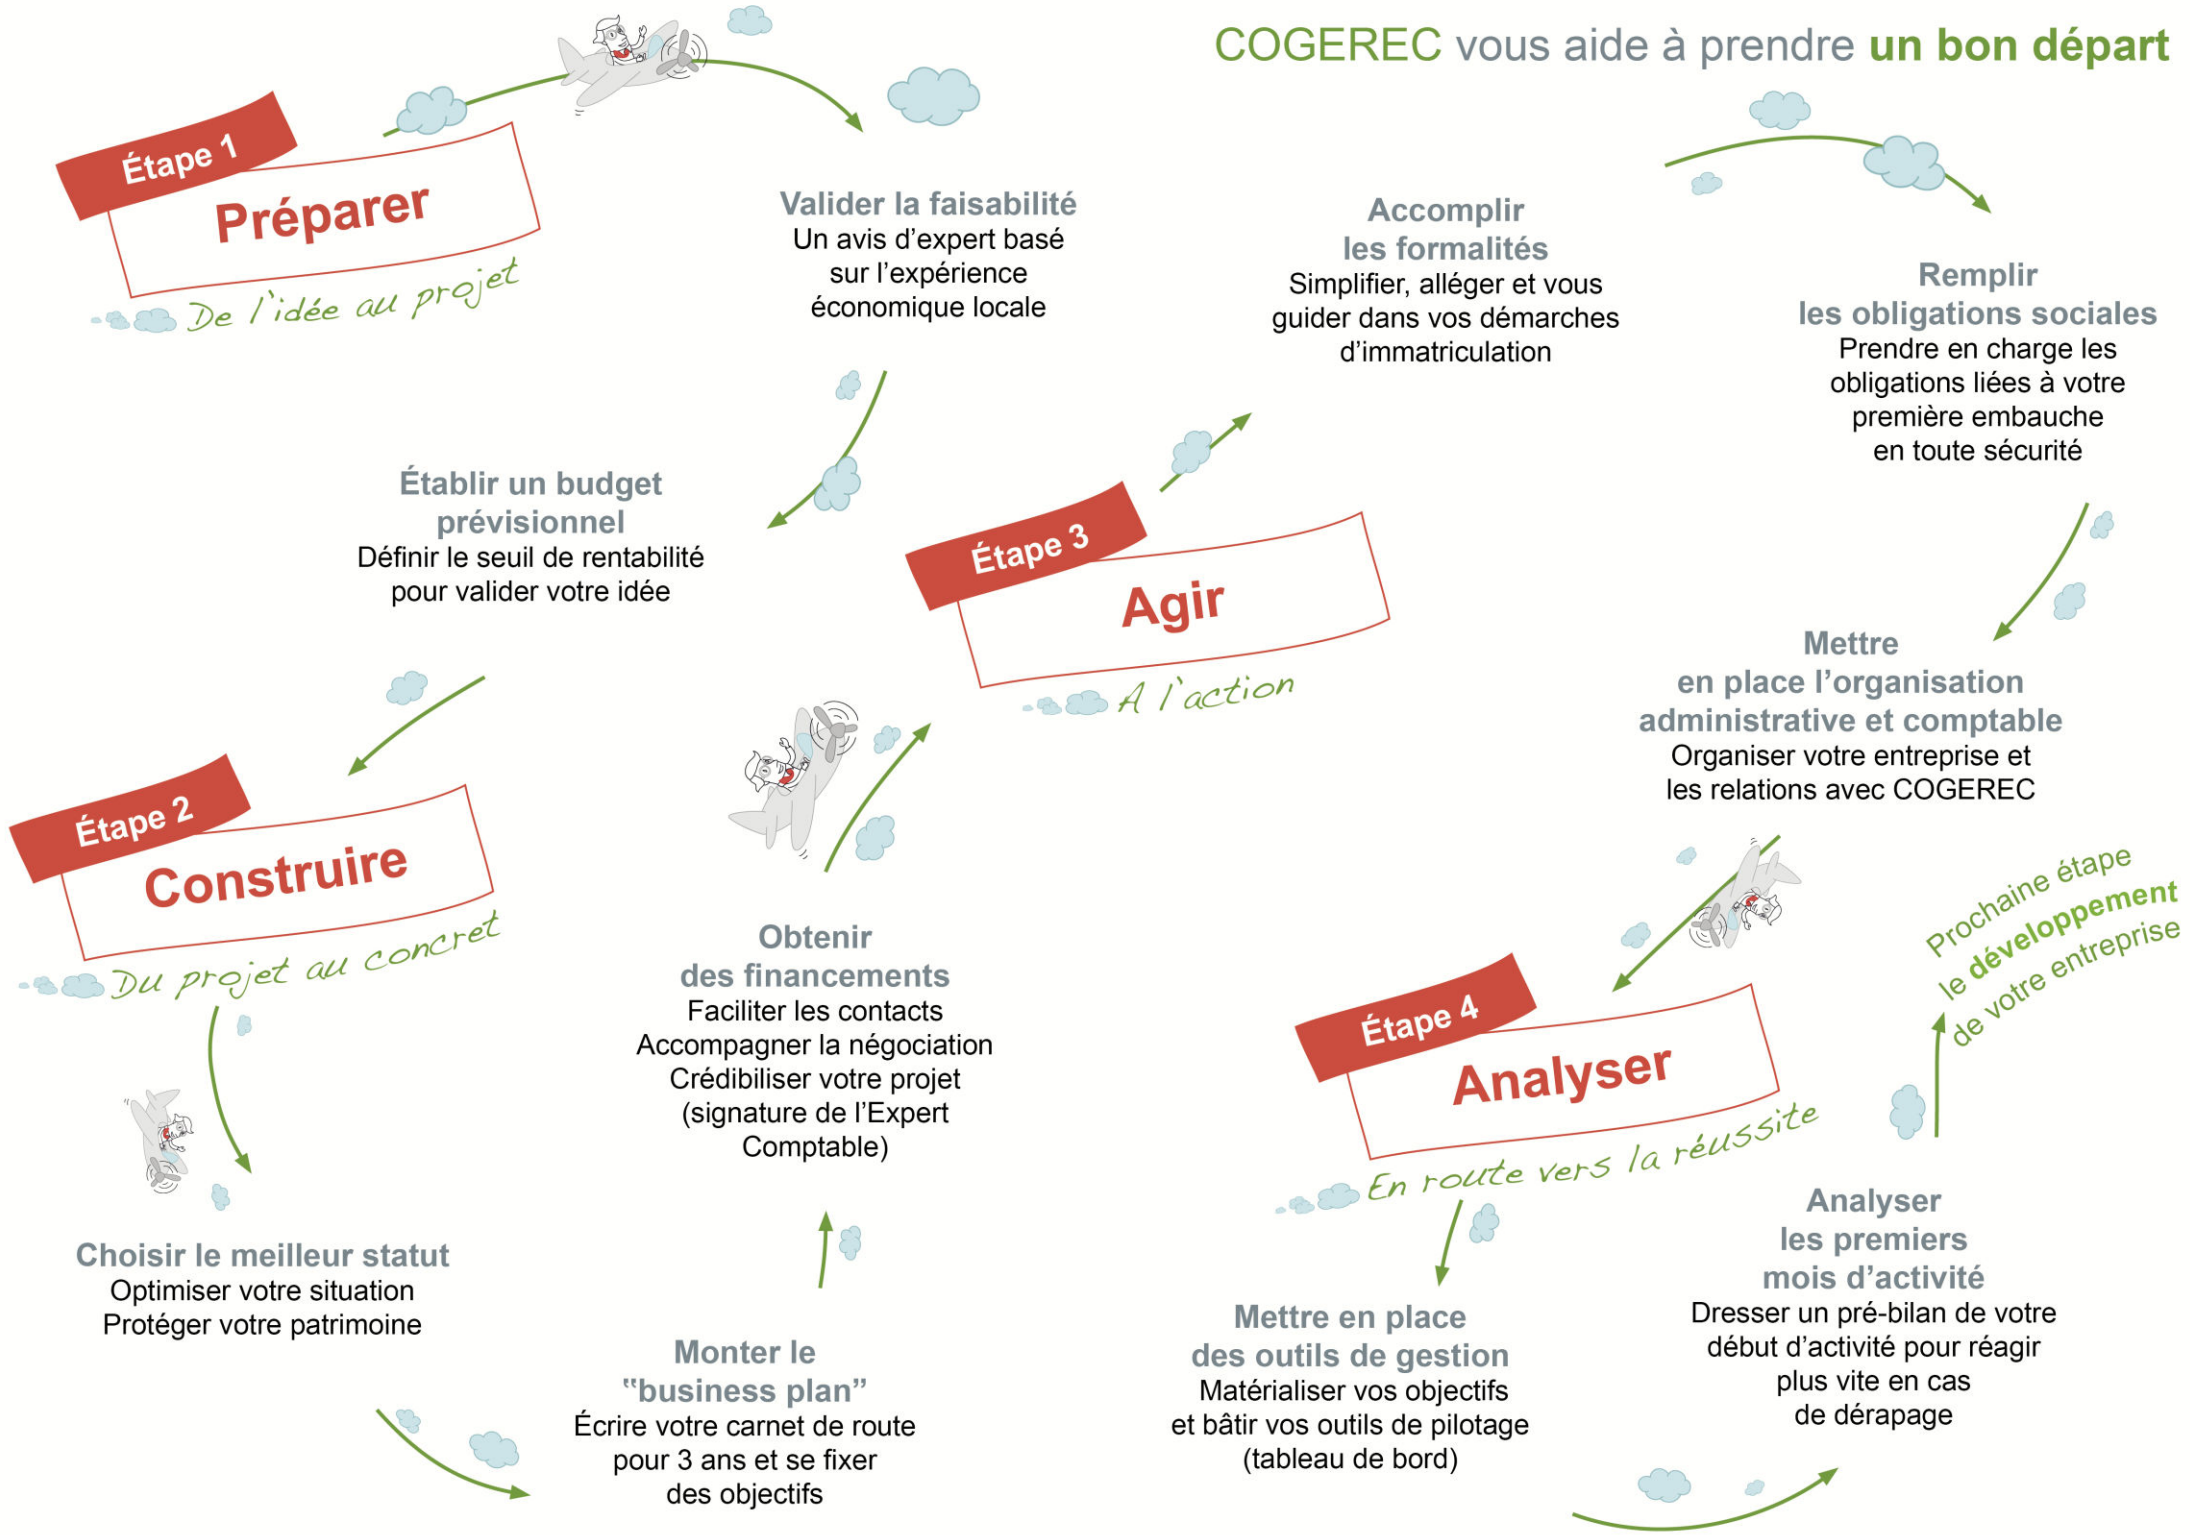 COGEREC vous aide à prendre un bon départ
Étape 1
Préparer
De l'idée au projet
Valider la faisabilité
Un avis d’expert basé
sur l’expérience
économique locale
Établir un budget
prévisionnel
Définir le seuil de rentabilité
pour valider votre idée
Étape 2
Construire
Du projet au concret
Choisir le meilleur statut
Optimiser votre situation
Protéger votre patrimoine
Monter le
"business plan”
Écrire votre carnet de route
pour 3 ans et se fixer
des objectifs
Obtenir
des financements
Faciliter les contacts
Accompagner la négociation
Crédibiliser votre projet
(signature de l’Expert
Comptable)
Étape 3
Agir
A l'action
Accomplir
les formalités
Simplifier, alléger et vous
guider dans vos démarches
d’immatriculation
Remplir
les obligations sociales
Prendre en charge les
obligations liées à votre
première embauche
en toute sécurité
Mettre
en place l’organisation
administrative et comptable
Organiser votre entreprise et
les relations avec COGEREC
Étape 4
Analyser
En route vers la réussite
Mettre en place
des outils de gestion
Matérialiser vos objectifs
et bâtir vos outils de pilotage
(tableau de bord)
Analyser
les premiers
mois d’activité
Dresser un pré-bilan de votre
début d’activité pour réagir
plus vite en cas
de dérapage
Prochaine étape
le développement
de votre entreprise